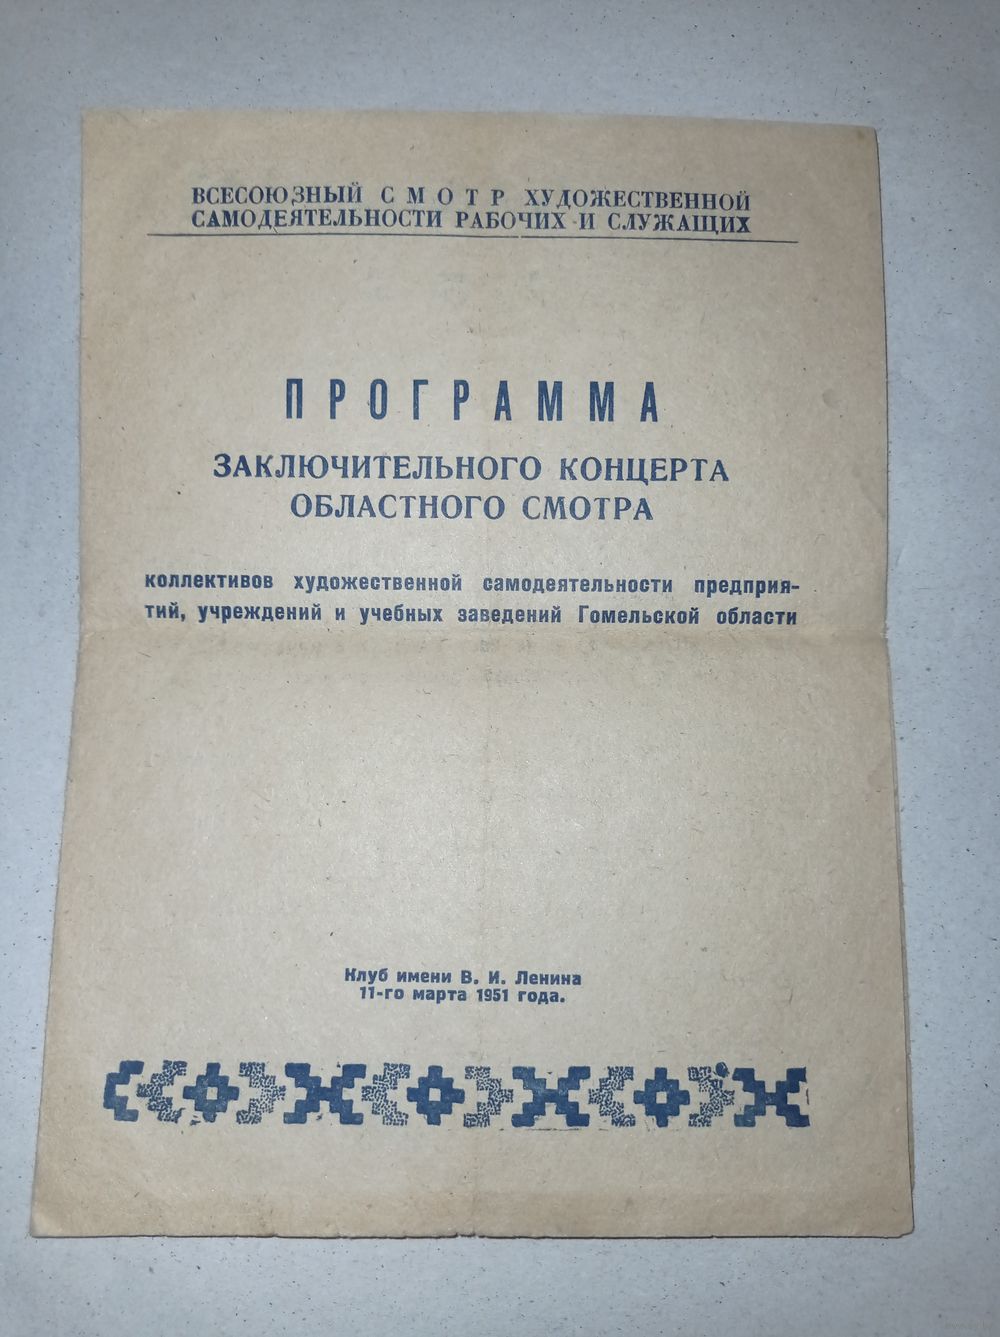 ВСЕСОЮЗНЫЙ С М О Т Р ХУДОЖЕСТВЕННОЙ
САМОДЕЯТЕЛЬНОСТИ РАБОЧИХ И СЛУЖАЩИХ
ПРОГРАММА
ЗАКЛЮЧИТЕЛЬНОГО КОНЦЕРТА
ОБЛАСТНОГО СМОТРА
коллективов художественной самодеятельности предприя-
тий, учреждений и учебных заведений Гомельской области
Клуб имени В. И. Ленина
11-го марта 1951 года.